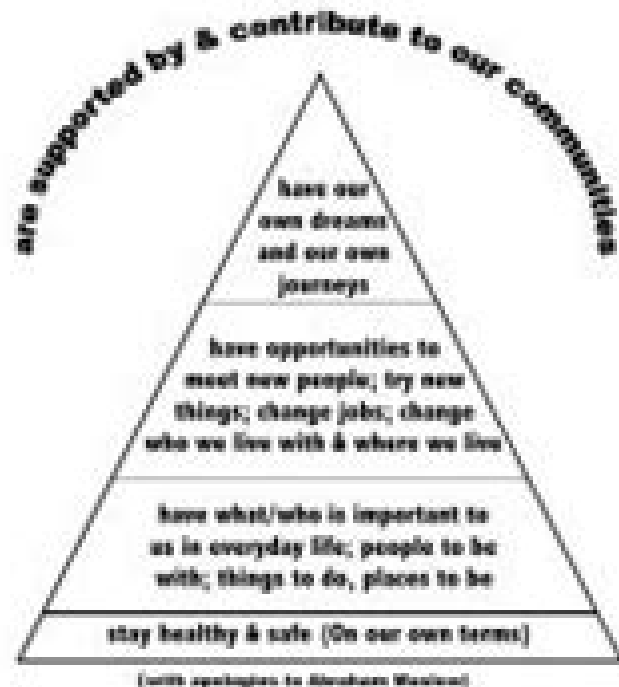 are supported by & contribute to our communities
have our
own dreams
and our own
journeys
have opportunities to
meet new people; try new
things; change jobs; change
who we live with & where we live
have what/who is important to
us in everyday life; people to be
with; things to do, places to be
stay healthy & safe (On our own terms)
(with apologies to Abraham Maslow)